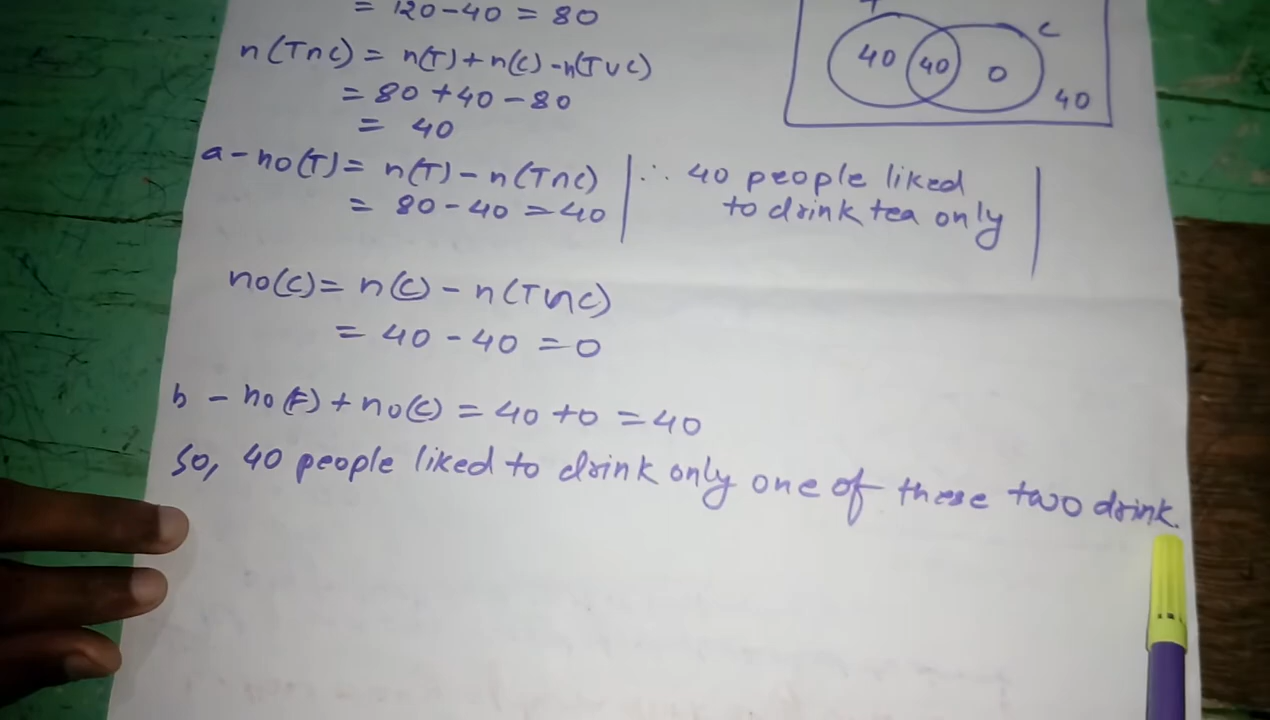 = 120-40 = 80
n(T∩C) = n(T)+n(C)-n(T∪C)
= 80+40-80
= 40
T
C
40 40 0
40
a - no(T) = n(T) - n(T∩C)
= 80-40 = 40
∴ 40 people liked
to drink tea only
no(C) = n(C) - n(T∩C)
= 40-40 = 0
b - no(T) + no(C) = 40+0 = 40
So, 40 people liked to drink only one of these two drink.